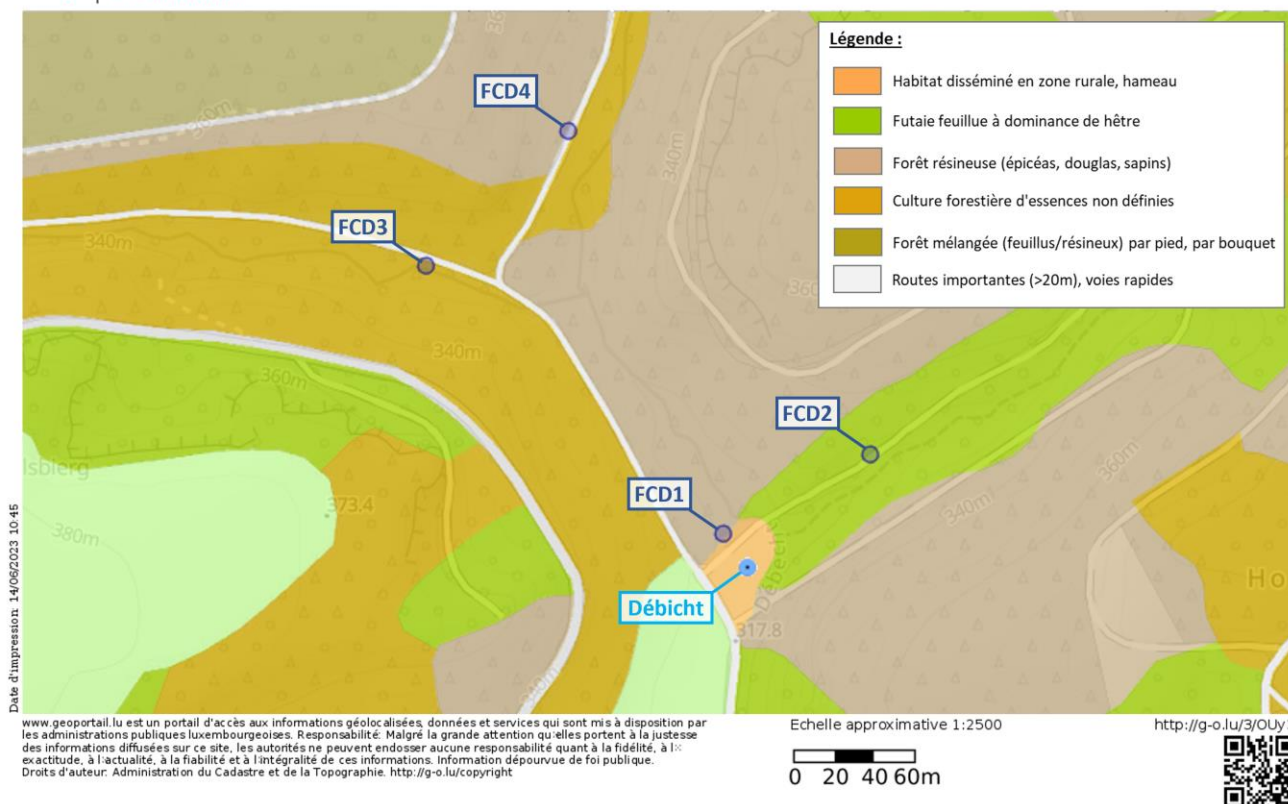 Légende :
Habitat disséminé en zone rurale, hameau
Futaie feuillue à dominance de hêtre
Forêt résineuse (épicéas, douglas, sapins)
Culture forestière d'essences non définies
Forêt mélangée (feuillus/résineux) par pied, par bouquet
Routes importantes (>20m), voies rapides
FCD4
340m
FCD3
340m
340m
360m
FCD2
360m
373.4
FCD1
340m
380m
Débicht
317.8
Date d'impression: 14/06/2023 10:45
www.geoportail.lu est un portail d'accès aux informations géolocalisées, données et services qui sont mis à disposition par
les administrations publiques luxembourgeoises. Responsabilité: Malgré la grande attention qu'elles portent à la justesse
des informations diffusées sur ce site, les autorités ne peuvent endosser aucune responsabilité quant à la fidélité, à l'
exactitude, à l'actualité, à la fiabilité et à l'intégralité de ces informations. Information dépourvue de foi publique.
Droits d'auteur: Administration du Cadastre et de la Topographie. http://g-o.lu/copyright
Echelle approximative 1:2500
0 20 40 60m
http://g-o.lu/3/OUy